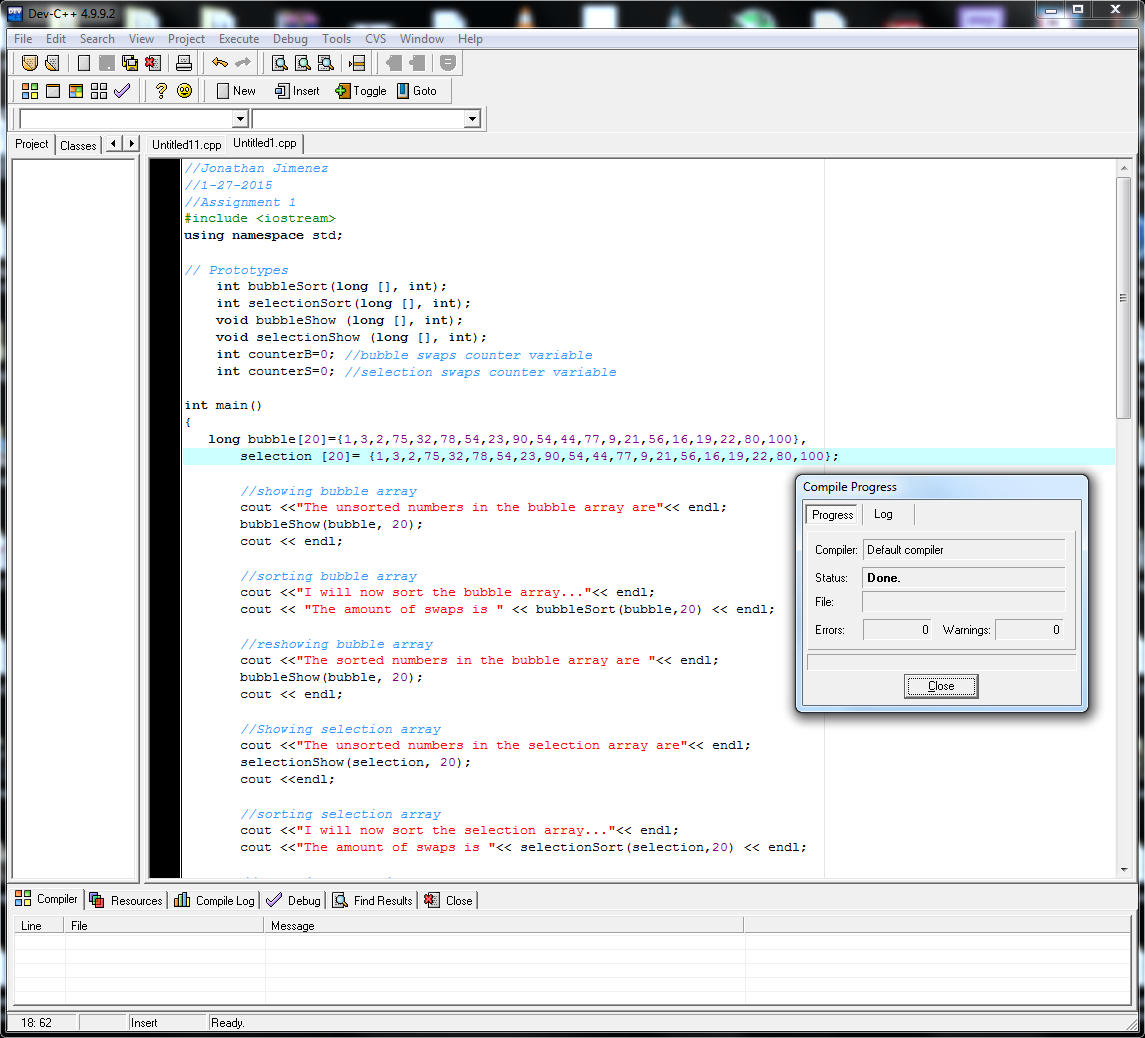 Dev-C++ 4.9.9.2
File Edit Search View Project Execute Debug Tools CVS Window Help
New Insert Toggle Goto
Project Classes Untitled11.cpp Untitled1.cpp
//Jonathan Jimenez
//1-27-2015
//Assignment 1
#include <iostream>
using namespace std;
// Prototypes
int bubbleSort(long [], int);
int selectionSort(long [], int);
void bubbleShow (long [], int);
void selectionShow (long [], int);
int counterB=0; //bubble swaps counter variable
int counterS=0; //selection swaps counter variable
int main()
{
long bubble[20]={1,3,2,75,32,78,54,23,90,54,44,77,9,21,56,16,19,22,80,100},
selection [20]= {1,3,2,75,32,78,54,23,90,54,44,77,9,21,56,16,19,22,80,100};
//showing bubble array
cout <<"The unsorted numbers in the bubble array are"<< endl;
bubbleShow(bubble, 20);
cout << endl;
//sorting bubble array
cout <<"I will now sort the bubble array..."<< endl;
cout << "The amount of swaps is " << bubbleSort(bubble,20) << endl;
//reshowing bubble array
cout <<"The sorted numbers in the bubble array are "<< endl;
bubbleShow(bubble, 20);
cout << endl;
//Showing selection array
cout <<"The unsorted numbers in the selection array are"<< endl;
selectionShow(selection, 20);
cout <<endl;
//sorting selection array
cout <<"I will now sort the selection array..."<< endl;
cout <<"The amount of swaps is "<< selectionSort(selection,20) << endl;
Compile Progress
Progress Log
Compiler: Default compiler
Status: Done.
File:
Errors: 0 Warnings: 0
Close
Compiler Resources Compile Log Debug Find Results Close
Line File Message
18: 62 Insert Ready.